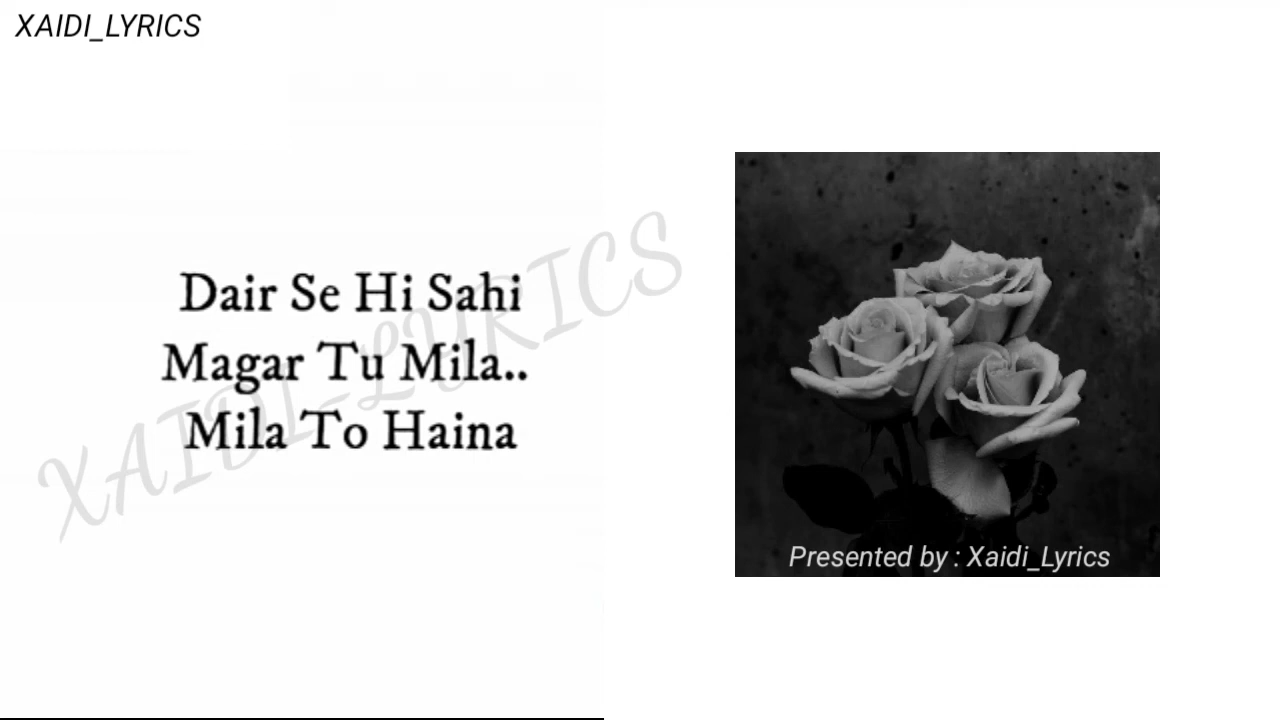 XAIDI_LYRICS
Dair Se Hi Sahi
Magar Tu Mila..
Mila To Haina
XAIDI-LYRICS
Presented by : Xaidi_Lyrics